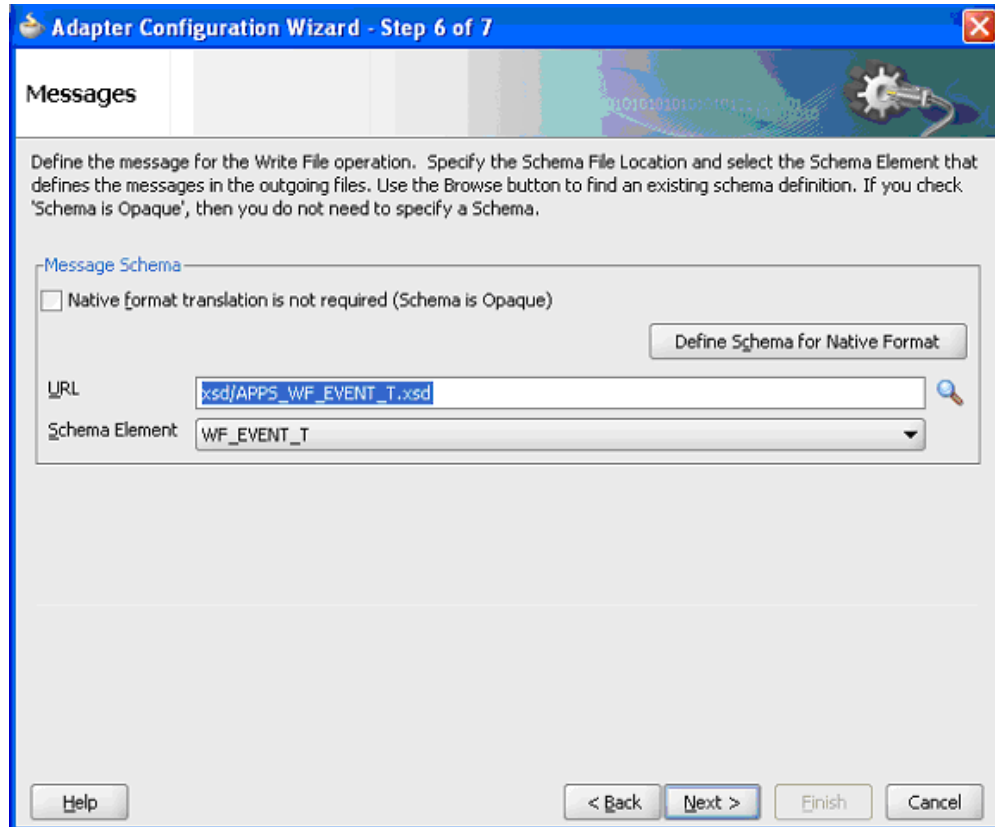 Adapter Configuration Wizard - Step 6 of 7
Messages
Define the message for the Write File operation. Specify the Schema File Location and select the Schema Element that
defines the messages in the outgoing files. Use the Browse button to find an existing schema definition. If you check
'Schema is Opaque', then you do not need to specify a Schema.
Message Schema
Native format translation is not required (Schema is Opaque)
Define Schema for Native Format
URL
xsd/APPS_WF_EVENT_T.xsd
Schema Element
WF_EVENT_T
Help
< Back
Next >
Finish
Cancel